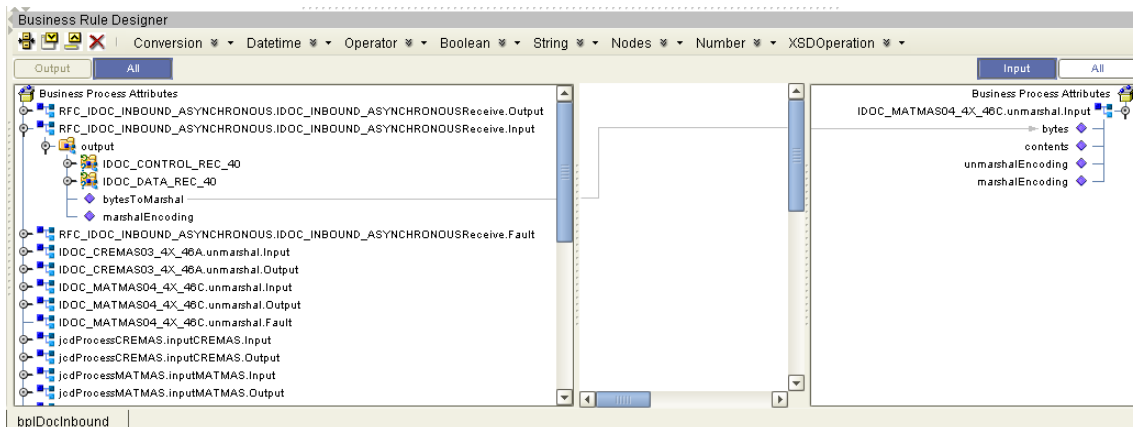 Business Rule Designer
Conversion Datetime Operator Boolean String Nodes Number XSDOperation
Output All Input All
Business Process Attributes
RFC_IDOC_INBOUND_ASYNCHRONOUS.IDOC_INBOUND_ASYNCHRONOUSReceive.Output
RFC_IDOC_INBOUND_ASYNCHRONOUS.IDOC_INBOUND_ASYNCHRONOUSReceive.Input
output
IDOC_CONTROL_REC_40
IDOC_DATA_REC_40
bytesToMarshal
marshalEncoding
RFC_IDOC_INBOUND_ASYNCHRONOUS.IDOC_INBOUND_ASYNCHRONOUSReceive.Fault
IDOC_CREMAS03_4X_46A.unmarshal.Input
IDOC_CREMAS03_4X_46A.unmarshal.Output
IDOC_MATMAS04_4X_46C.unmarshal.Input
IDOC_MATMAS04_4X_46C.unmarshal.Output
IDOC_MATMAS04_4X_46C.unmarshal.Fault
jcdProcessCREMAS.inputCREMAS.Input
jcdProcessCREMAS.inputCREMAS.Output
jcdProcessMATMAS.inputMATMAS.Input
jcdProcessMATMAS.inputMATMAS.Output
Business Process Attributes
IDOC_MATMAS04_4X_46C.unmarshal.Input
bytes
contents
unmarshalEncoding
marshalEncoding
bpIDocInbound